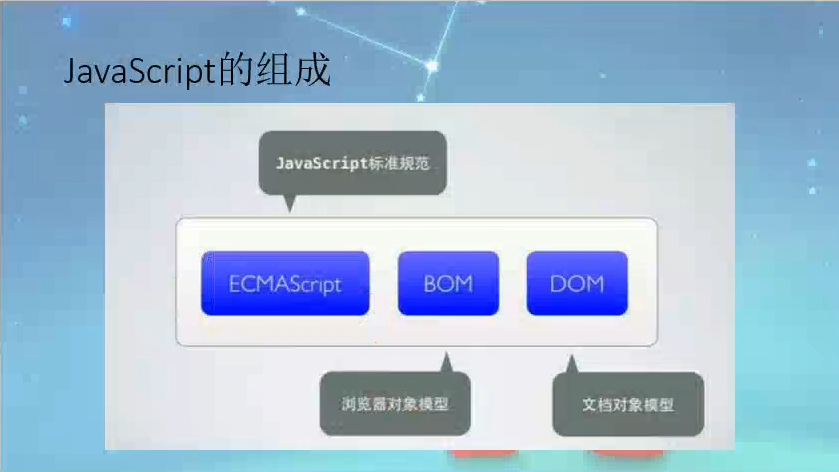 JavaScript的组成
JavaScript标准规范
ECMAScript
BOM
DOM
浏览器对象模型
文档对象模型